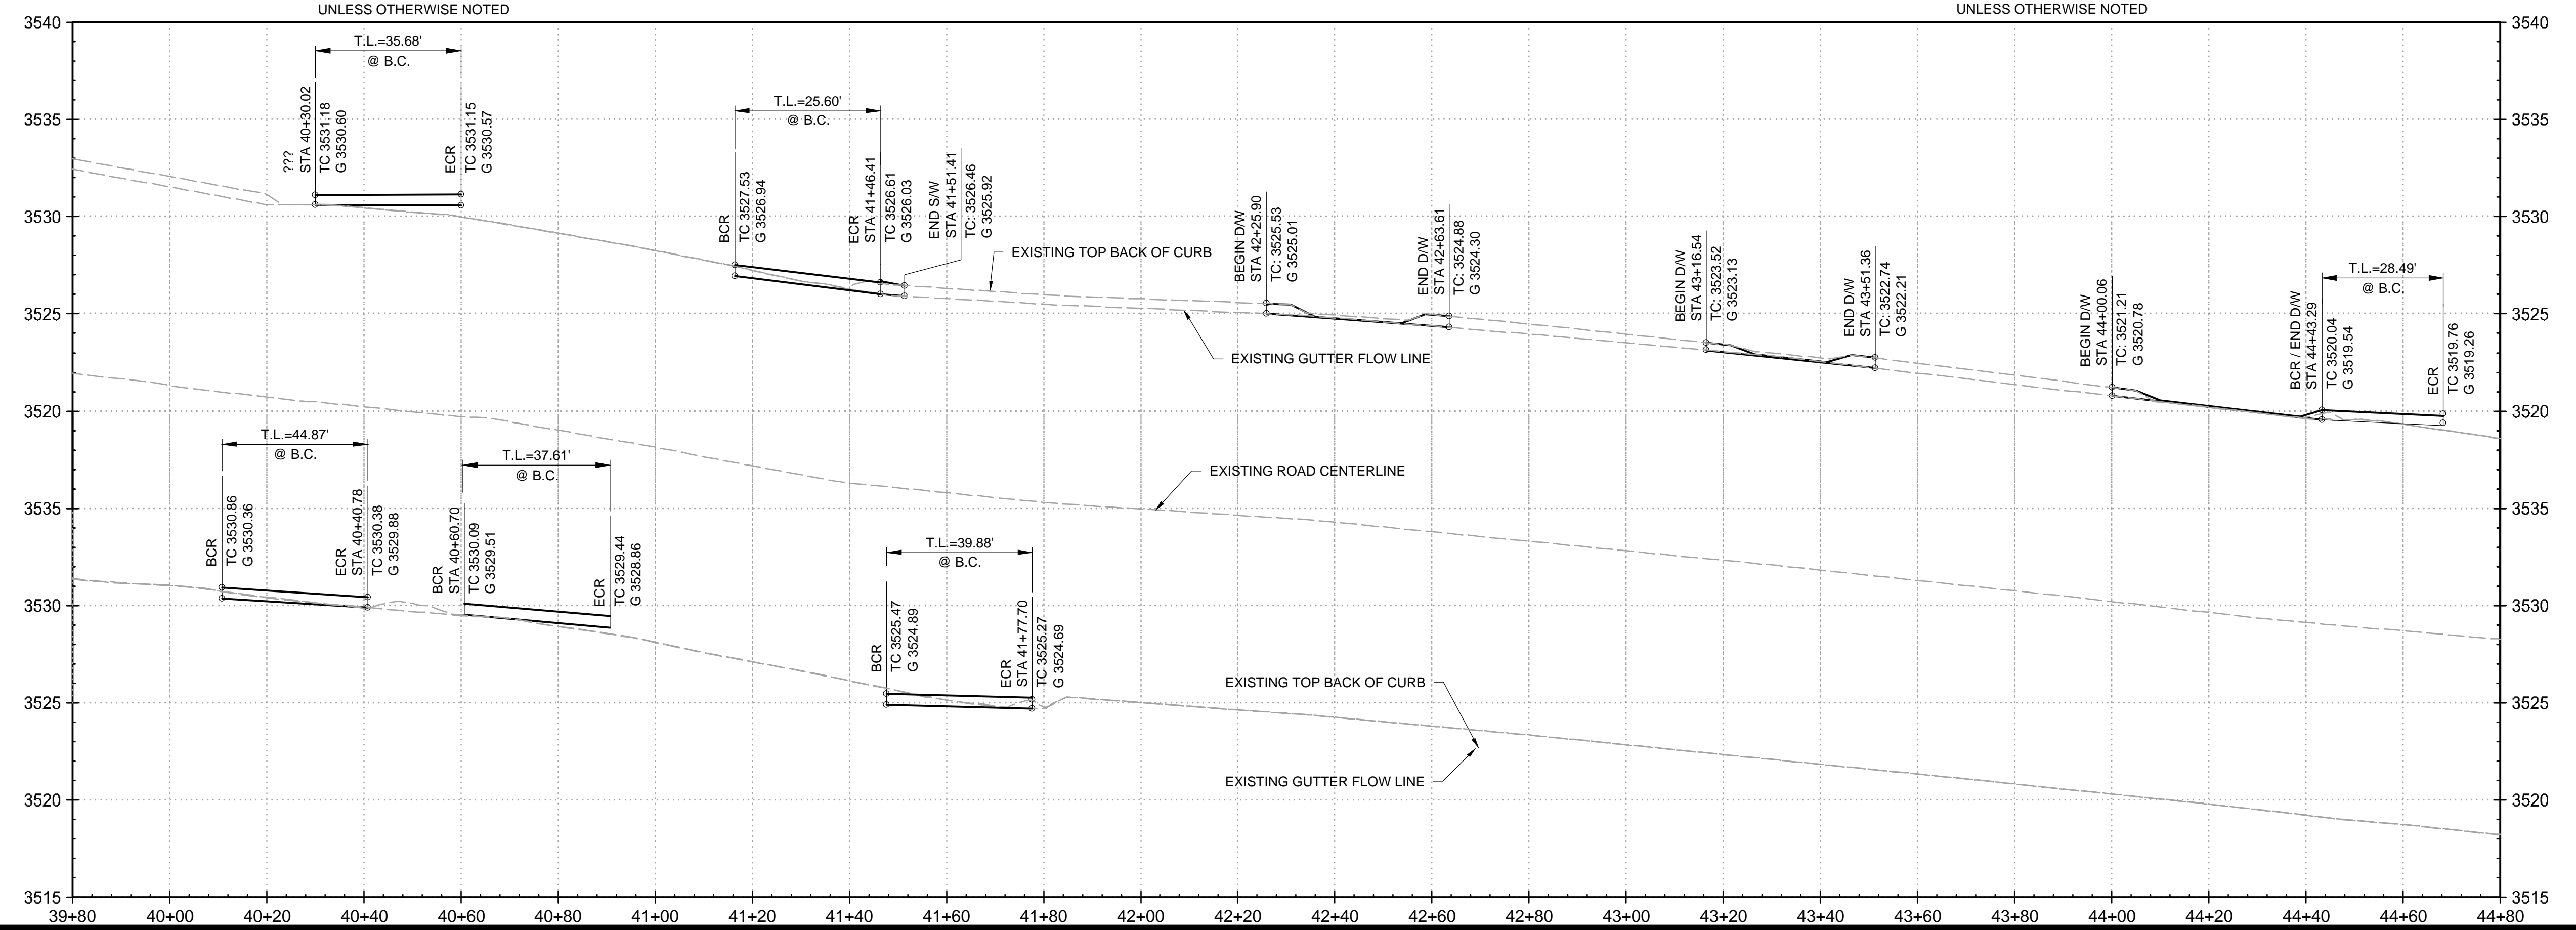 UNLESS OTHERWISE NOTED
UNLESS OTHERWISE NOTED
3540
3540
T.L.=35.68'
@ B.C.
???
STA 40+30.02
TC 3531.18
G 3530.60
ECR
TC 3531.15
G 3530.57
T.L.=25.60'
@ B.C.
BCR
TC 3527.53
G 3526.94
ECR
STA 41+46.41
TC 3526.61
G 3526.03
END S/W
STA 41+51.41
TC: 3526.46
G 3525.92
3535
3535
EXISTING TOP BACK OF CURB
EXISTING GUTTER FLOW LINE
BEGIN D/W
STA 42+25.90
TC: 3525.53
G 3525.01
END D/W
STA 42+63.61
TC: 3524.88
G 3524.30
BEGIN D/W
STA 43+16.54
TC: 3523.52
G 3523.13
END D/W
STA 43+51.36
TC: 3522.74
G 3522.21
BEGIN D/W
STA 44+00.06
TC: 3521.21
G 3520.78
T.L.=28.49'
@ B.C.
BCR / END D/W
STA 44+43.29
TC 3520.04
G 3519.54
ECR
TC 3519.76
G 3519.26
3530
3530
3525
3525
3520
3520
T.L.=44.87'
@ B.C.
BCR
TC 3530.86
G 3530.36
ECR
STA 40+40.78
TC 3530.38
G 3529.88
T.L.=37.61'
@ B.C.
BCR
STA 40+60.70
TC 3530.09
G 3529.51
ECR
TC 3529.44
G 3528.86
EXISTING ROAD CENTERLINE
3535
3535
T.L.=39.88'
@ B.C.
BCR
TC 3525.47
G 3524.89
ECR
STA 41+77.70
TC 3525.27
G 3524.69
3530
3530
EXISTING TOP BACK OF CURB
3525
3525
EXISTING GUTTER FLOW LINE
3520
3520
3515
3515
39+80 40+00 40+20 40+40 40+60 40+80 41+00 41+20 41+40 41+60 41+80 42+00 42+20 42+40 42+60 42+80 43+00 43+20 43+40 43+60 43+80 44+00 44+20 44+40 44+60 44+80